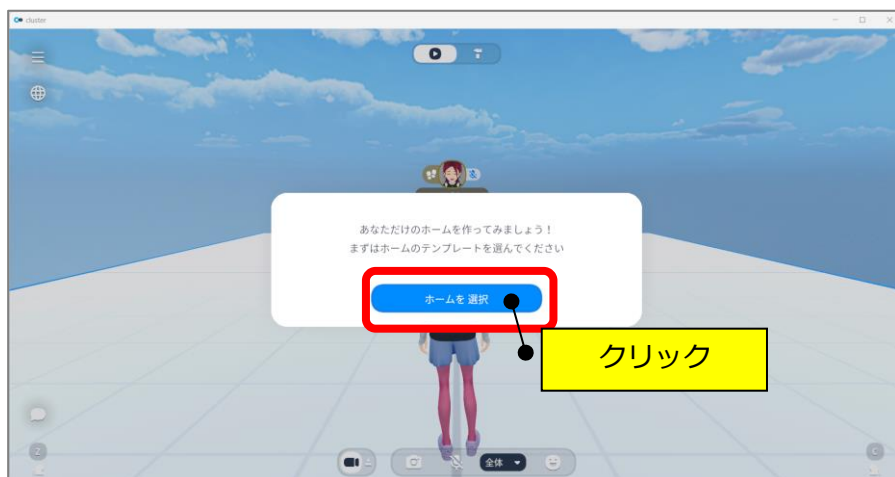 cluster
あなただけのホームを作ってみましょう！
まずはホームのテンプレートを選んでください
ホームを 選択
クリック
Z
C
全体